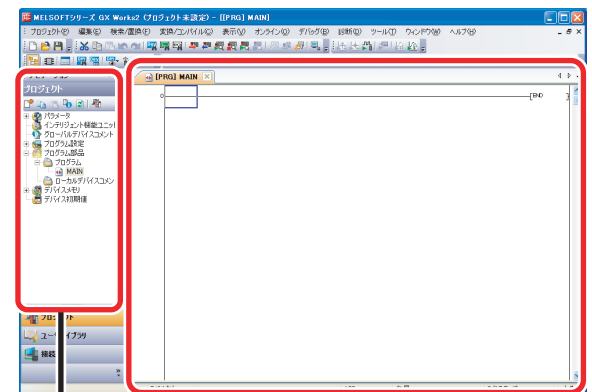 MELSOFTシリーズ GX Works2 (プロジェクト未設定) - [[PRG] MAIN]
プロジェクト(P) 編集(E) 検索/置換(F) 変換/コンパイル(C) 表示(V) オンライン(O) デバッグ(B) 診断(D) ツール(T) ウィンドウ(W) ヘルプ(H)
[PRG] MAIN
プロジェクト
パラメータ
インテリジェント機能ユニット
グローバルデバイスコメント
プログラム設定
プログラム部品
プログラム
MAIN
ローカルデバイスコメン
デバイスメモリ
デバイス初期値
0
[END ]